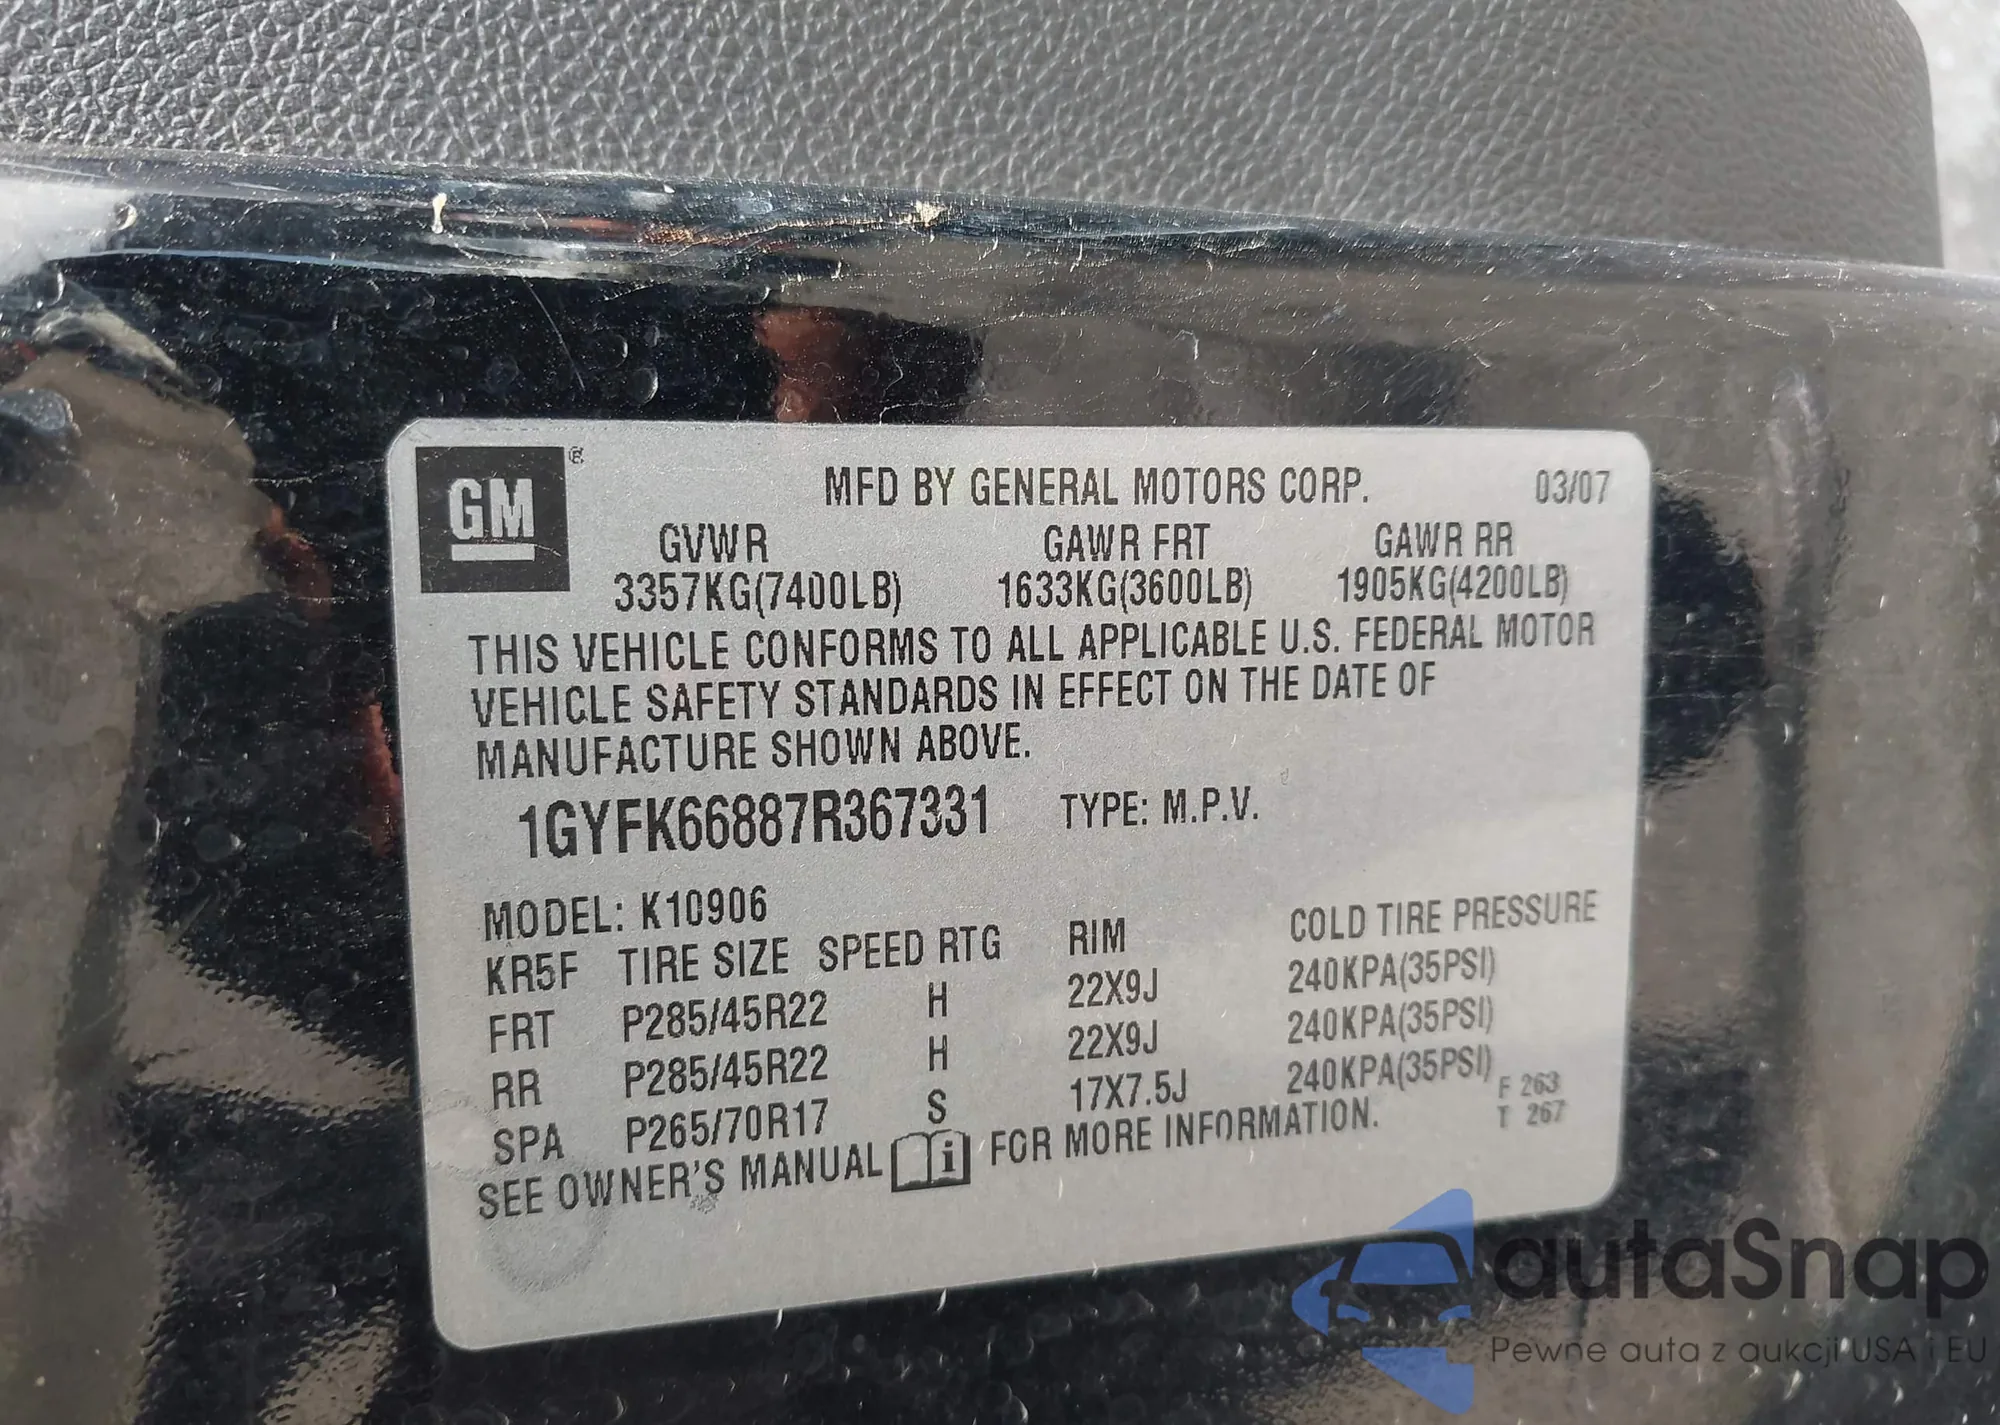 GM ®
MFD BY GENERAL MOTORS CORP. 03/07
GVWR GAWR FRT GAWR RR
3357KG(7400LB) 1633KG(3600LB) 1905KG(4200LB)
THIS VEHICLE CONFORMS TO ALL APPLICABLE U.S. FEDERAL MOTOR
VEHICLE SAFETY STANDARDS IN EFFECT ON THE DATE OF
MANUFACTURE SHOWN ABOVE.
1GYFK66887R367331 TYPE: M.P.V.
MODEL: K10906
KR5F TIRE SIZE SPEED RTG RIM COLD TIRE PRESSURE
FRT P285/45R22 H 22X9J 240KPA(35PSI)
RR P285/45R22 H 22X9J 240KPA(35PSI)
SPA P265/70R17 S 17X7.5J 240KPA(35PSI)
SEE OWNER'S MANUAL i FOR MORE INFORMATION.
F 263
T 267
autaSnap
Pewne auta z aukcji USA i EU